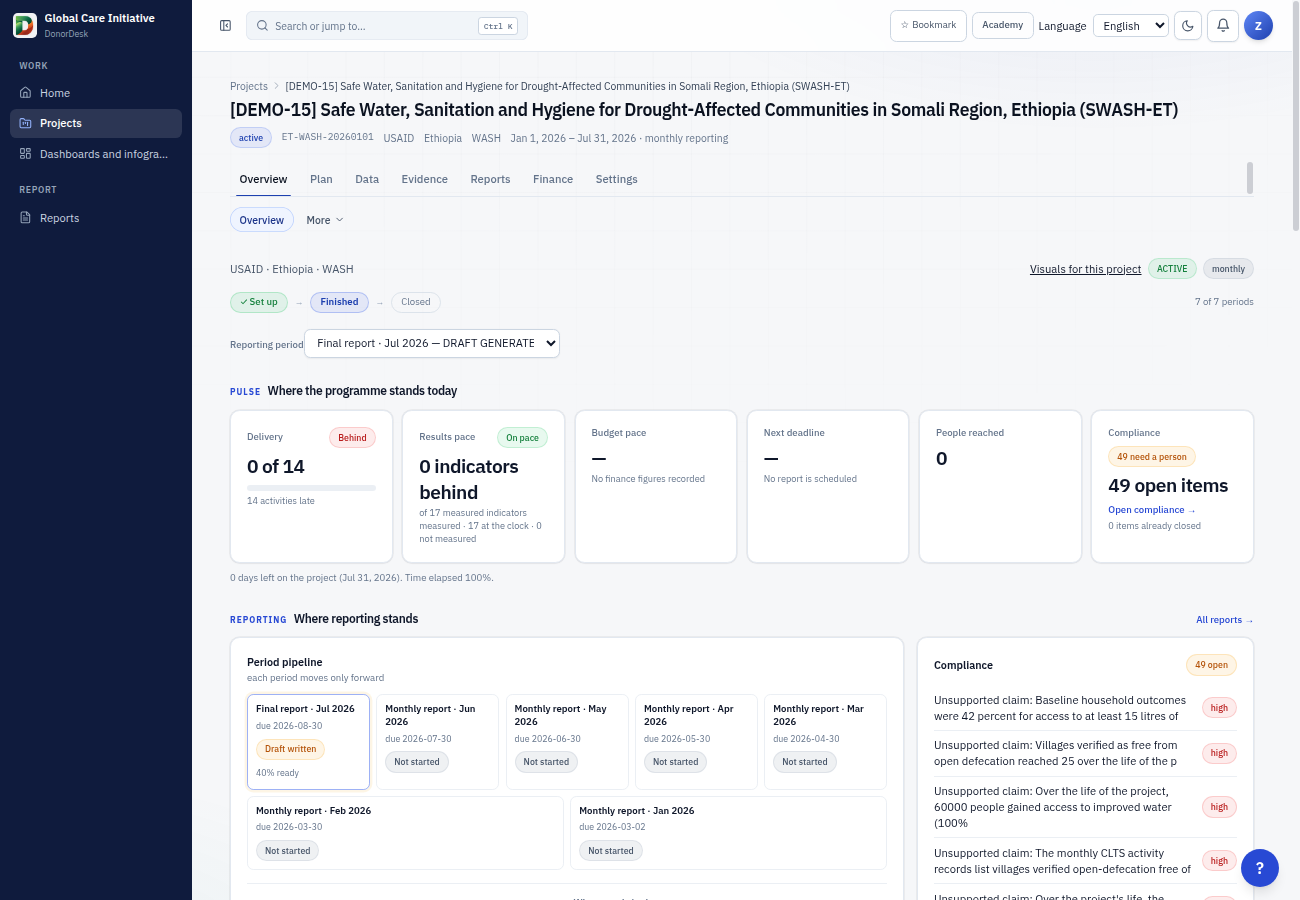 Global Care Initiative
DonorDesk
WORK
Home
Projects
Dashboards and infogra...
REPORT
Reports
Search or jump to...
Ctrl K
☆ Bookmark
Academy
Language
English
Z
Projects
[DEMO-15] Safe Water, Sanitation and Hygiene for Drought-Affected Communities in Somali Region, Ethiopia (SWASH-ET)
[DEMO-15] Safe Water, Sanitation and Hygiene for Drought-Affected Communities in Somali Region, Ethiopia (SWASH-ET)
active
ET-WASH-20260101
USAID
Ethiopia
WASH
Jan 1, 2026 – Jul 31, 2026 · monthly reporting
Overview
Plan
Data
Evidence
Reports
Finance
Settings
Overview
More
USAID · Ethiopia · WASH
Visuals for this project
ACTIVE
monthly
✓ Set up
→
Finished
→
Closed
7 of 7 periods
Reporting period
Final report · Jul 2026 — DRAFT GENERATE
PULSE
Where the programme stands today
Delivery
Behind
0 of 14
14 activities late
Results pace
On pace
0 indicators
behind
of 17 measured indicators
measured · 17 at the clock · 0
not measured
Budget pace
—
No finance figures recorded
Next deadline
—
No report is scheduled
People reached
0
Compliance
49 need a person
49 open items
Open compliance →
0 items already closed
0 days left on the project (Jul 31, 2026). Time elapsed 100%.
REPORTING
Where reporting stands
All reports →
Period pipeline
each period moves only forward
Final report · Jul 2026
due 2026-08-30
Draft written
40% ready
Monthly report · Jun
2026
due 2026-07-30
Not started
Monthly report · May
2026
due 2026-06-30
Not started
Monthly report · Apr
2026
due 2026-05-30
Not started
Monthly report · Mar
2026
due 2026-04-30
Not started
Monthly report · Feb 2026
due 2026-03-30
Not started
Monthly report · Jan 2026
due 2026-03-02
Not started
Compliance
49 open
Unsupported claim: Baseline household outcomes
were 42 percent for access to at least 15 litres of
high
Unsupported claim: Villages verified as free from
open defecation reached 25 over the life of the p
high
Unsupported claim: Over the life of the project,
60000 people gained access to improved water
(100%
high
Unsupported claim: The monthly CLTS activity
records list villages verified open-defecation free of
high
Unsupported claim: Over the project's life, the
?